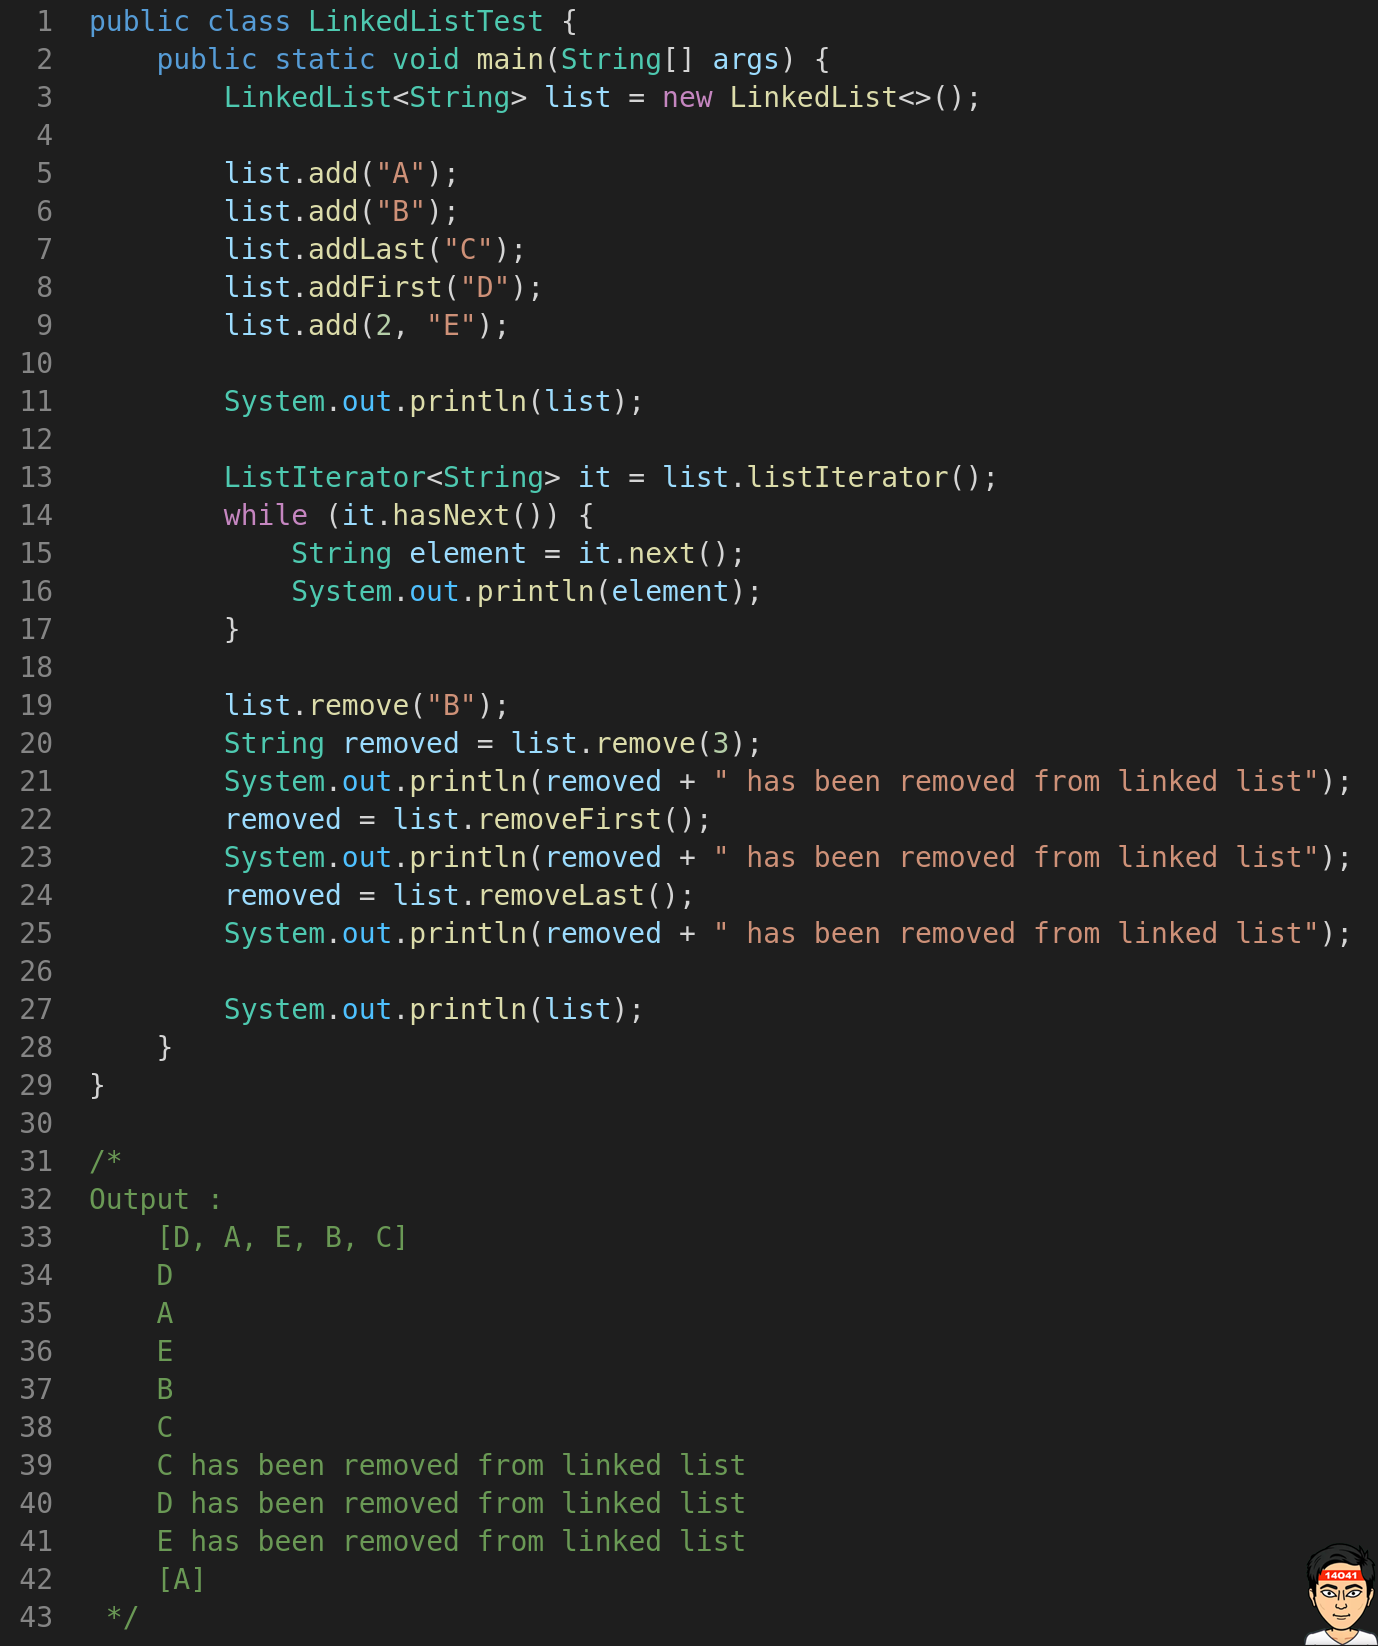 1 public class LinkedListTest {
2     public static void main(String[] args) {
3         LinkedList<String> list = new LinkedList<>();
4
5         list.add("A");
6         list.add("B");
7         list.addLast("C");
8         list.addFirst("D");
9         list.add(2, "E");
10
11         System.out.println(list);
12
13         ListIterator<String> it = list.listIterator();
14         while (it.hasNext()) {
15             String element = it.next();
16             System.out.println(element);
17         }
18
19         list.remove("B");
20         String removed = list.remove(3);
21         System.out.println(removed + " has been removed from linked list");
22         removed = list.removeFirst();
23         System.out.println(removed + " has been removed from linked list");
24         removed = list.removeLast();
25         System.out.println(removed + " has been removed from linked list");
26
27         System.out.println(list);
28     }
29 }
30
31 /*
32 Output :
33     [D, A, E, B, C]
34     D
35     A
36     E
37     B
38     C
39     C has been removed from linked list
40     D has been removed from linked list
41     E has been removed from linked list
42     [A]
43  */
14041